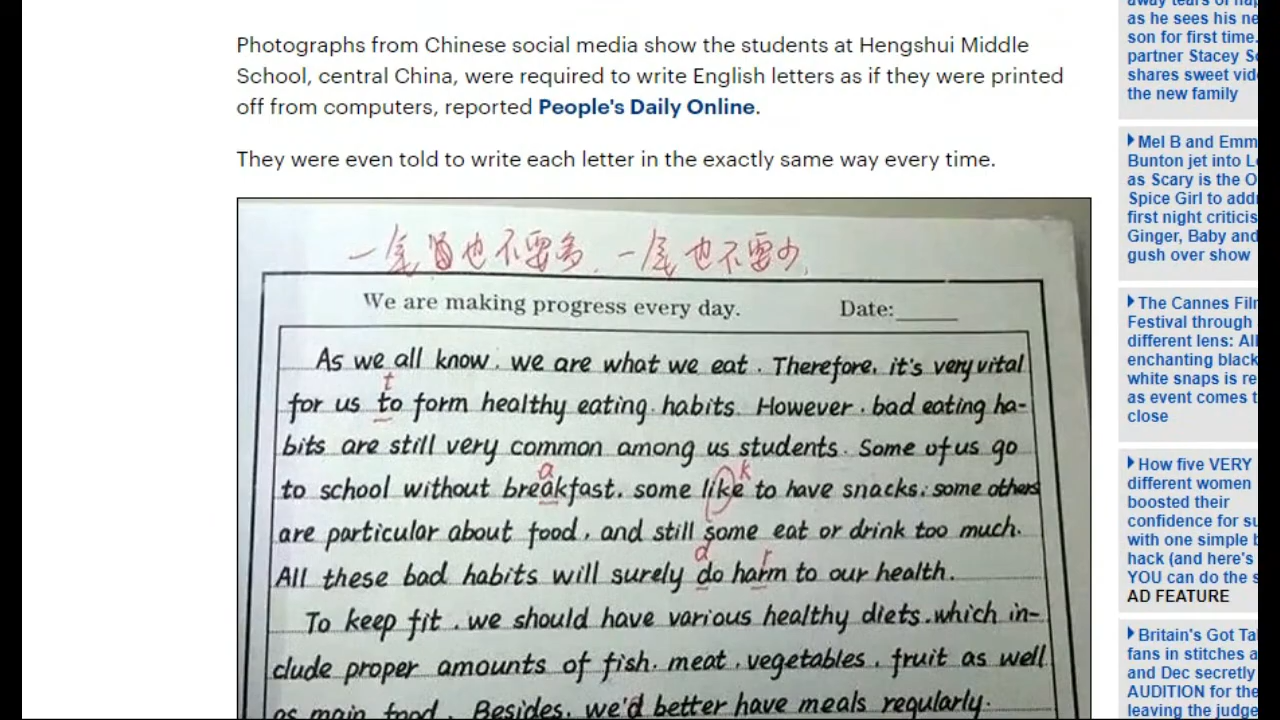 Photographs from Chinese social media show the students at Hengshui Middle
School, central China, were required to write English letters as if they were printed
off from computers, reported People's Daily Online.
They were even told to write each letter in the exactly same way every time.
一尾也不要多、一尾也不要少,
We are making progress every day. Date:
As we all know, we are what we eat. Therefore, it's very vital
t
for us to form healthy eating habits. However, bad eating ha-
bits are still very common among us students. Some of us go
a k
to school without breakfast, some like to have snacks, some others
are particular about food, and still some eat or drink too much.
d r
All these bad habits will surely do harm to our health.
To keep fit, we should have various healthy diets, which in-
clude proper amounts of fish, meat, vegetables, fruit as well
as main food. Besides, we'd better have meals regularly.
as he sees his ne
son for first time.
partner Stacey So
shares sweet vid
the new family
Mel B and Emm
Bunton jet into L
as Scary is the O
Spice Girl to addr
first night criticis
Ginger, Baby and
gush over show
The Cannes Filr
Festival through
different lens: All
enchanting black
white snaps is re
as event comes t
close
How five VERY
different women
boosted their
confidence for su
with one simple b
hack (and here's
YOU can do the s
AD FEATURE
Britain's Got Ta
fans in stitches a
and Dec secretly
AUDITION for the
leaving the judge